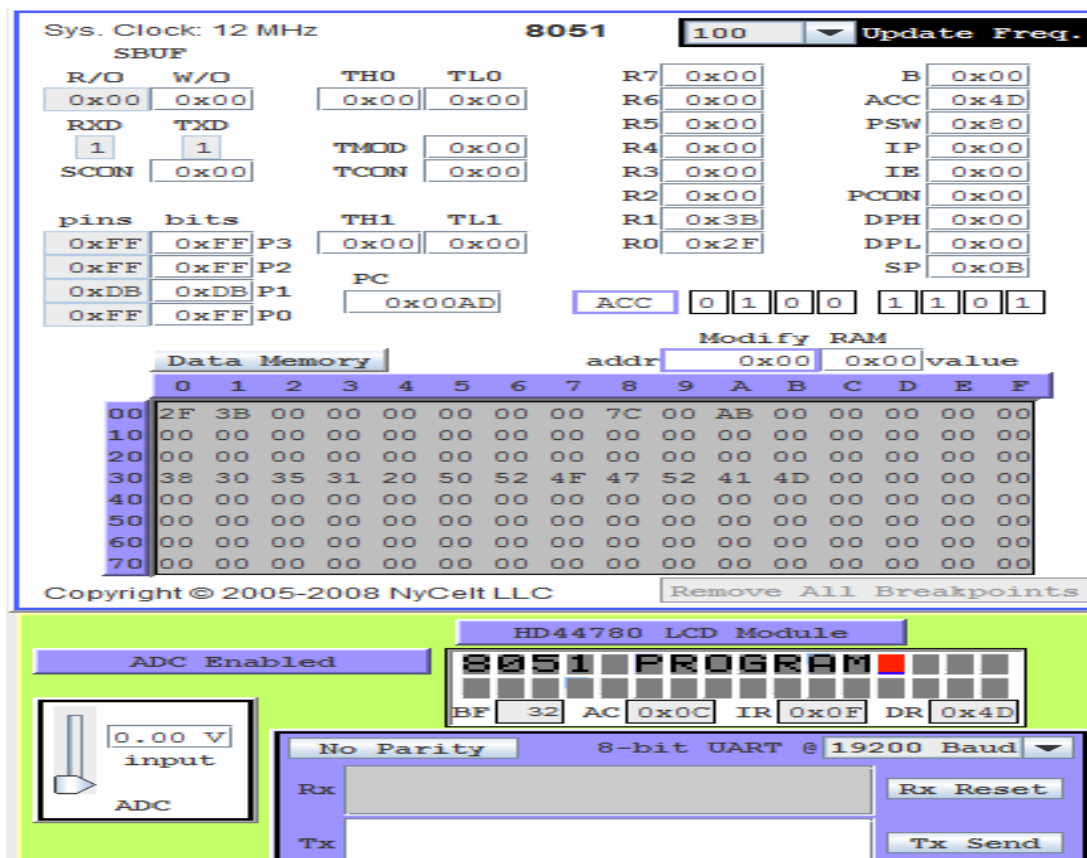 Sys. Clock: 12 MHz 8051 100 Update Freq.
SBUF
R/O W/O TH0 TL0 R7 0x00 B 0x00
0x00 0x00 0x00 0x00 R6 0x00 ACC 0x4D
RXD TXD R5 0x00 PSW 0x80
1 1 TMOD 0x00 R4 0x00 IP 0x00
SCON 0x00 TCON 0x00 R3 0x00 IE 0x00
R2 0x00 PCON 0x00
pins bits TH1 TL1 R1 0x3B DPH 0x00
0xFF 0xFF P3 0x00 0x00 R0 0x2F DPL 0x00
0xFF 0xFF P2 PC SP 0x0B
0xDB 0xDB P1 0x00AD ACC 0 1 0 0 1 1 0 1
0xFF 0xFF P0
Modify RAM
Data Memory addr 0x00 0x00 value
0 1 2 3 4 5 6 7 8 9 A B C D E F
00 2F 3B 00 00 00 00 00 00 7C 00 AB 00 00 00 00 00
10 00 00 00 00 00 00 00 00 00 00 00 00 00 00 00 00
20 00 00 00 00 00 00 00 00 00 00 00 00 00 00 00 00
30 38 30 35 31 20 50 52 4F 47 52 41 4D 00 00 00 00
40 00 00 00 00 00 00 00 00 00 00 00 00 00 00 00 00
50 00 00 00 00 00 00 00 00 00 00 00 00 00 00 00 00
60 00 00 00 00 00 00 00 00 00 00 00 00 00 00 00 00
70 00 00 00 00 00 00 00 00 00 00 00 00 00 00 00 00
Copyright © 2005-2008 NyCelt LLC Remove All Breakpoints
HD44780 LCD Module
ADC Enabled
8051 PROGRAM
BF 32 AC 0x0C IR 0x0F DR 0x4D
0.00 V
input
ADC
No Parity 8-bit UART @ 19200 Baud
Rx Rx Reset
Tx Tx Send